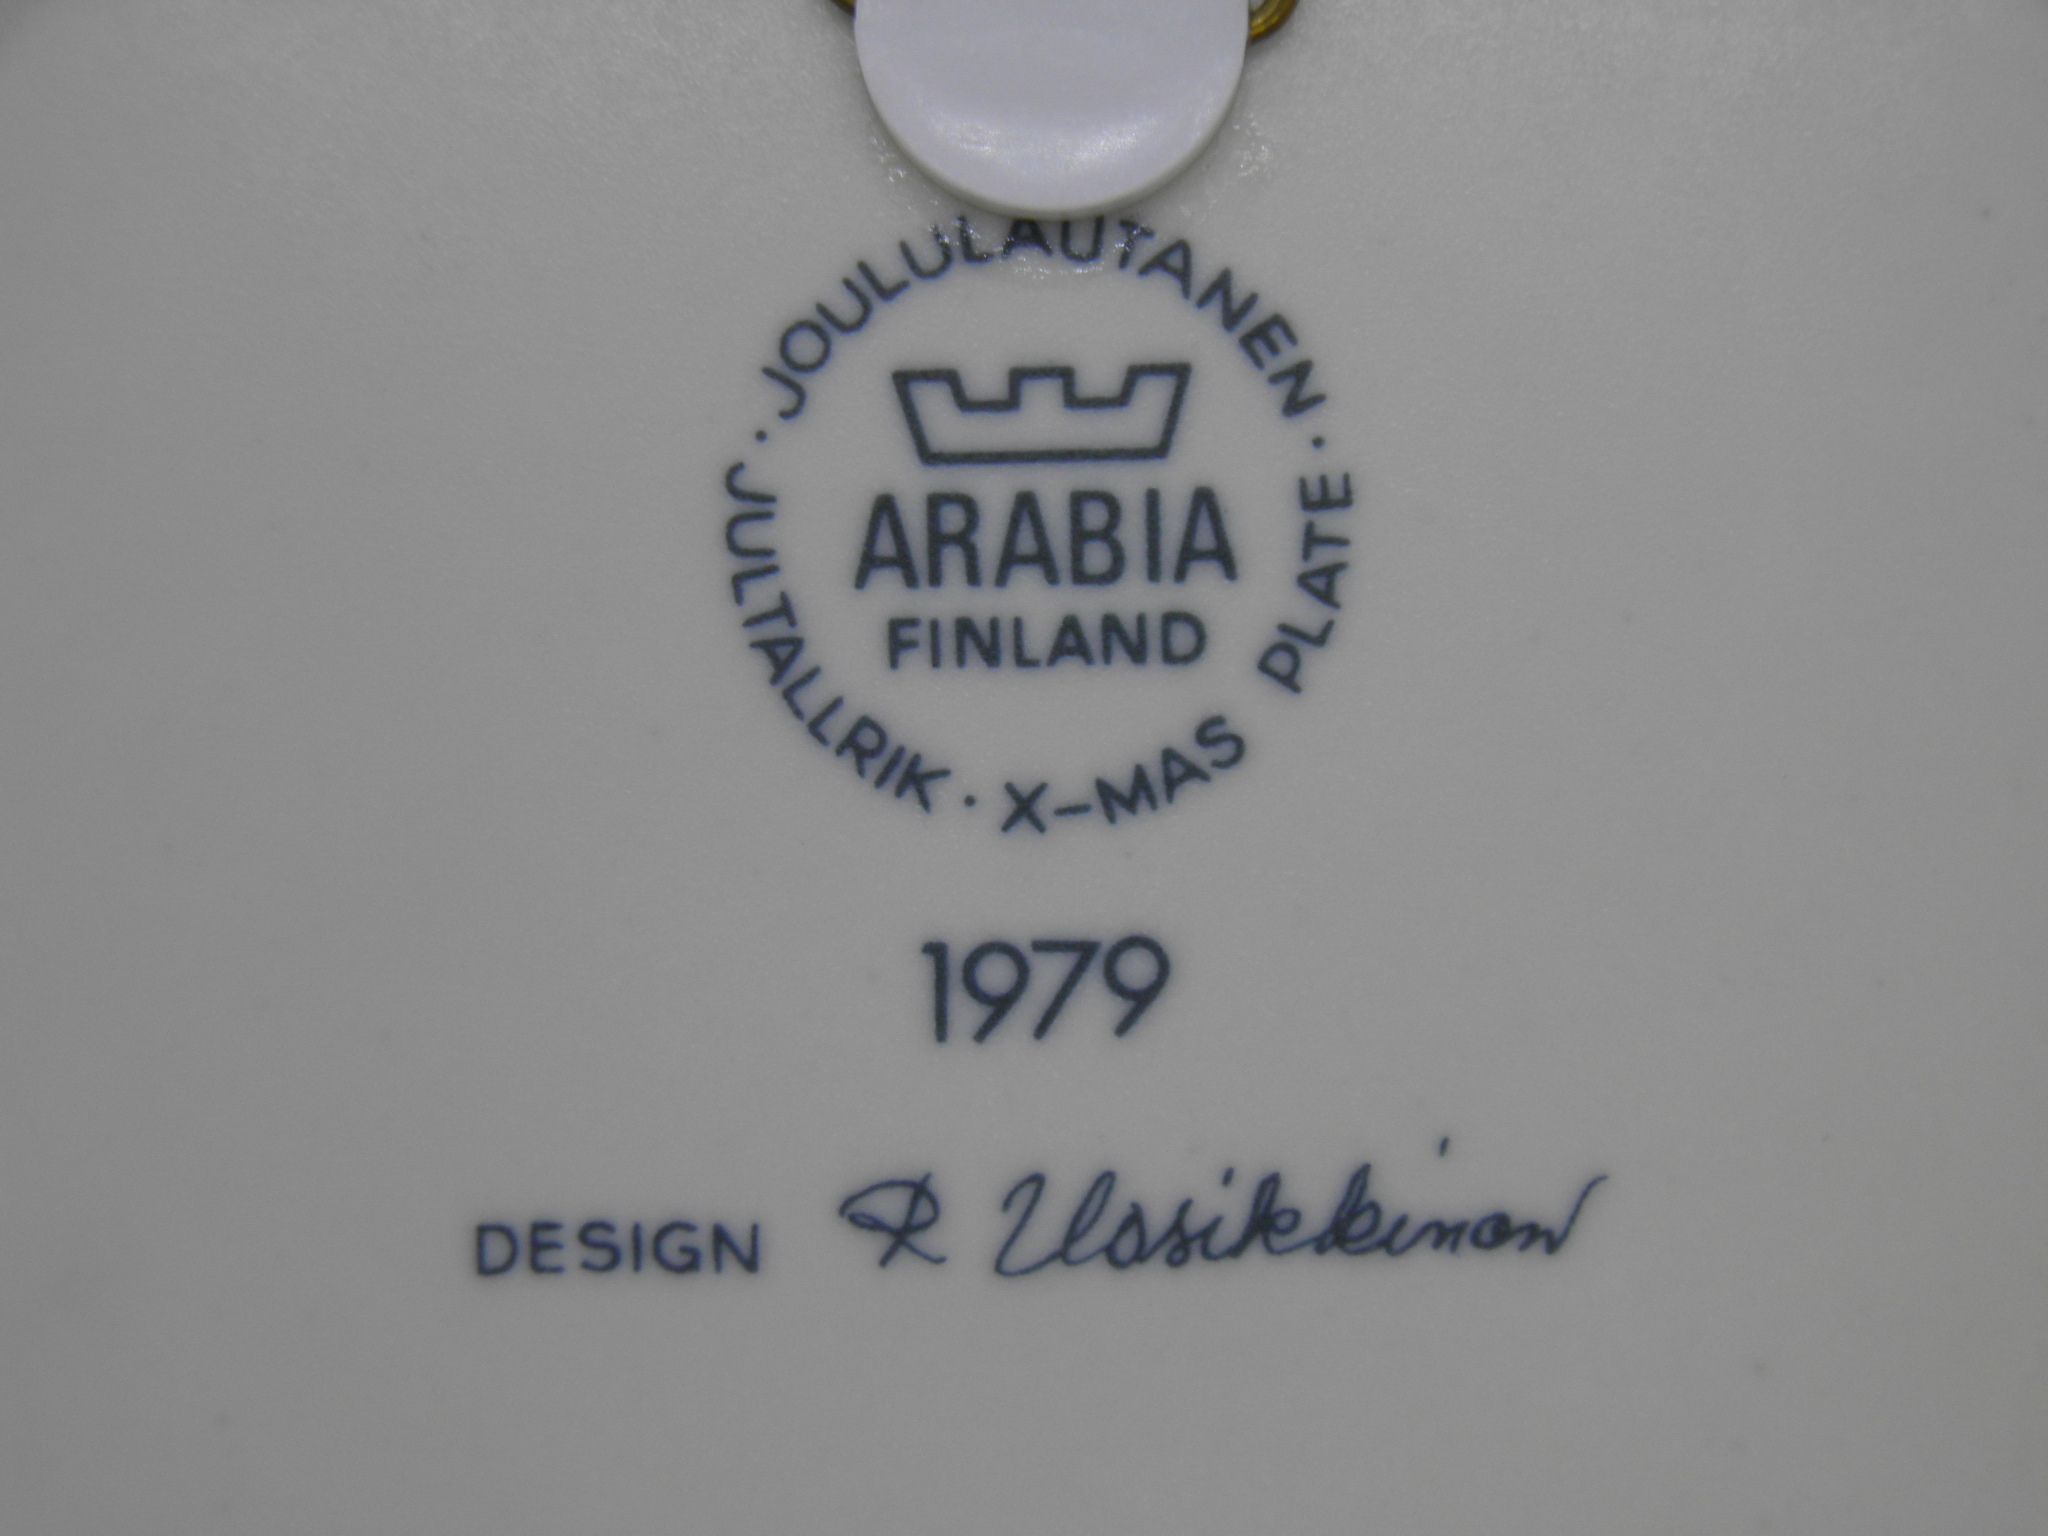 · JOULULAUTANEN ·
JULTALLRIK · X-MAS PLATE
ARABIA
FINLAND
1979
DESIGN R Uosikkinen